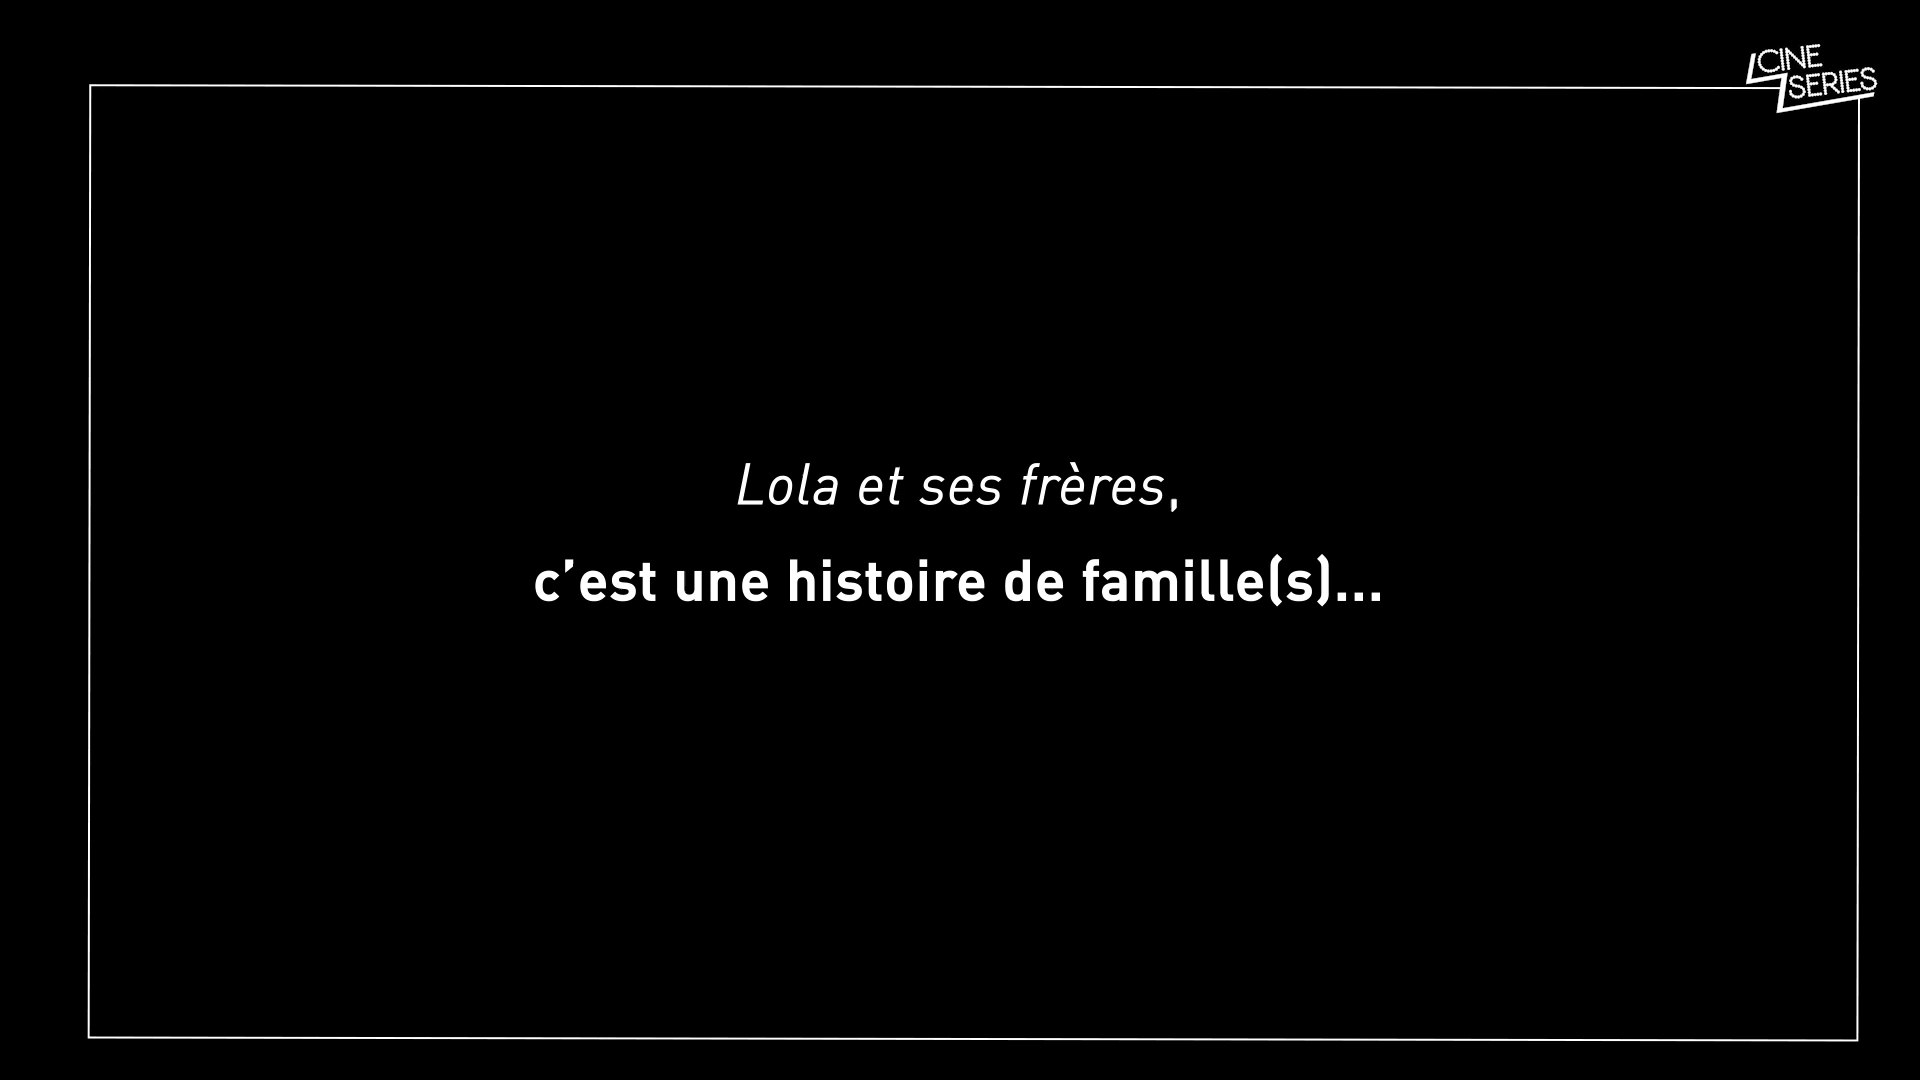 CINE
SERIES
Lola et ses frères,
c’est une histoire de famille(s)...